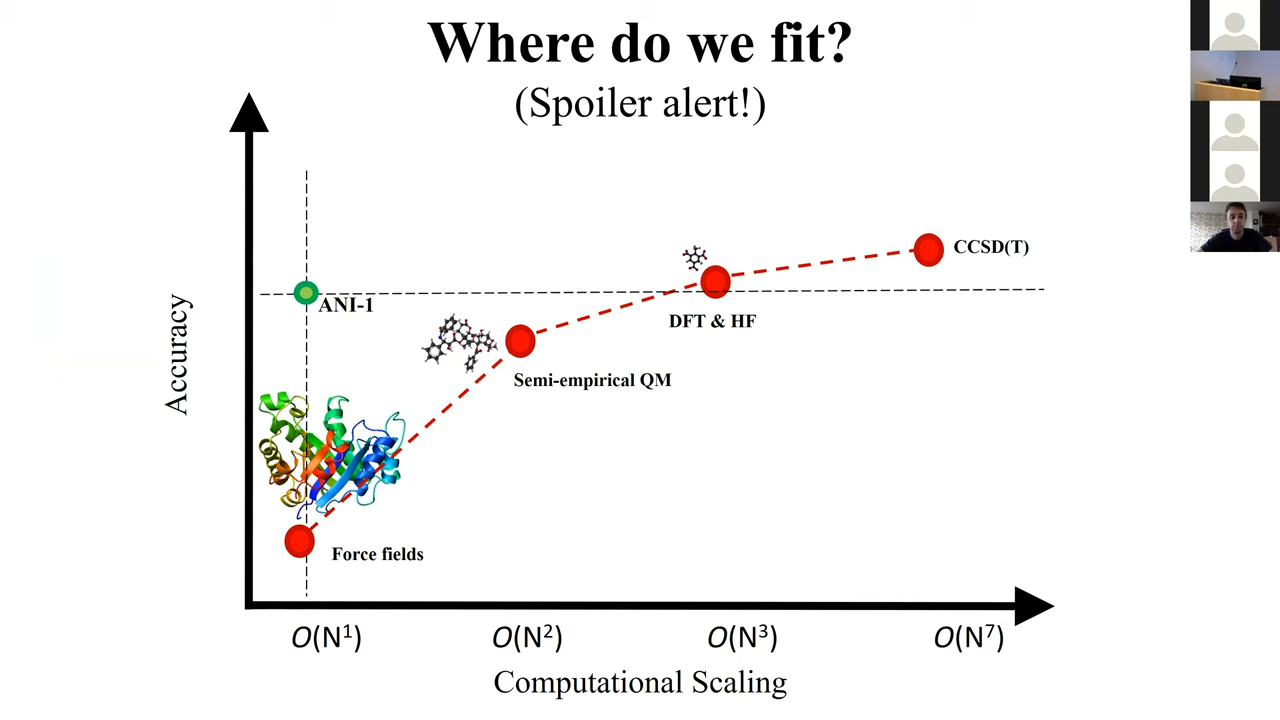 Where do we fit?
(Spoiler alert!)
Accuracy
CCSD(T)
ANI-1
DFT & HF
Semi-empirical QM
Force fields
O(N¹)
O(N²)
O(N³)
O(N⁷)
Computational Scaling